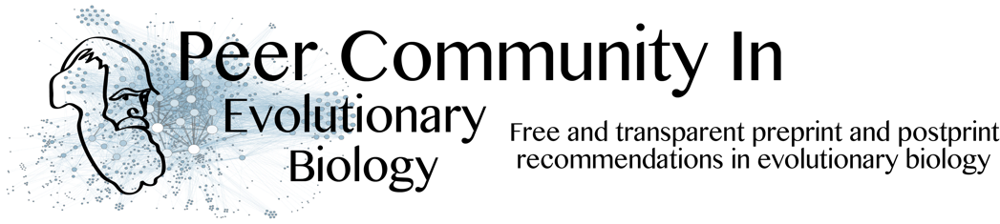 Peer Community In
Evolutionary
Biology
Free and transparent preprint and postprint
recommendations in evolutionary biology